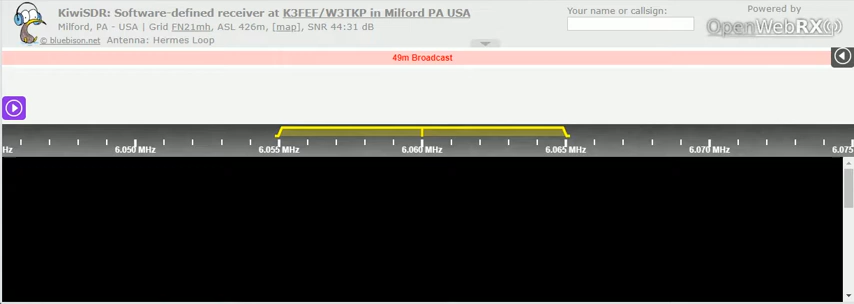 KiwiSDR: Software-defined receiver at K3FEF/W3TKP in Milford PA USA
Milford, PA - USA | Grid FN21mh, ASL 426m, [map], SNR 44:31 dB
© bluebison.net Antenna: Hermes Loop
Your name or callsign:
Powered by
OpenWebRX
49m Broadcast
Hz 6.050 MHz 6.055 MHz 6.060 MHz 6.065 MHz 6.070 MHz 6.075